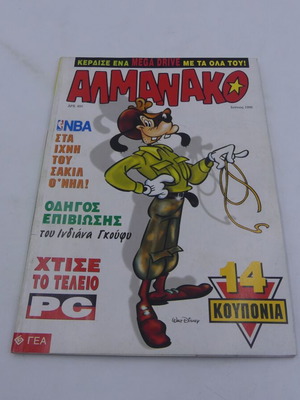 ΚΕΡΔΙΣΕ ΕΝΑ MEGA DRIVE ΜΕ ΤΑ ΟΛΑ ΤΟΥ!
ΑΛΜΑΝΑΚΟ
NBA
ΣΤΑ
ΙΧΝΗ
ΤΟΥ
ΣΑΚΙΛ
Ο'ΝΗΛ!
ΟΔΗΓΟΣ
ΕΠΙΒΙΩΣΗΣ
του Ινδιάνα Γκούφυ
ΧΤΙΣΕ
ΤΟ ΤΕΛΕΙΟ
PC
14
ΚΟΥΠΟΝΙΑ
ΓΕΑ
WALT DISNEY